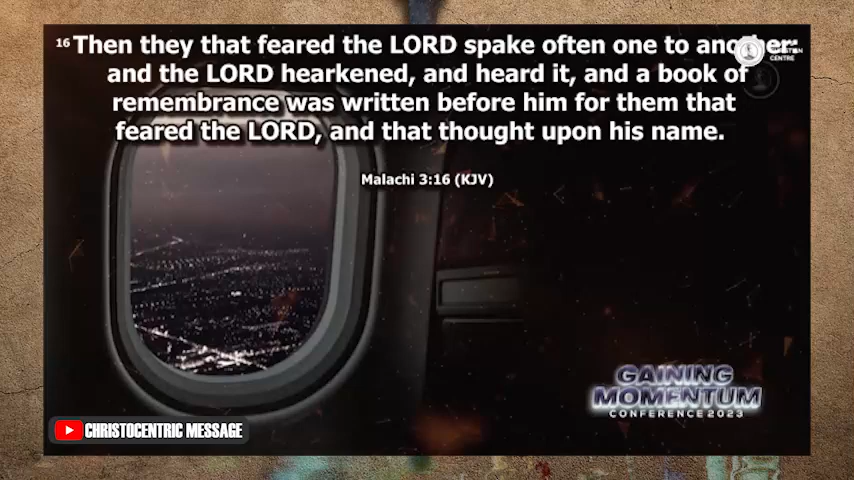 16 Then they that feared the LORD spake often one to another:
and the LORD hearkened, and heard it, and a book of
remembrance was written before him for them that
feared the LORD, and that thought upon his name.
Malachi 3:16 (KJV)
CENTRE
GAINING
MOMENTUM
CONFERENCE 2023
CHRISTOCENTRIC MESSAGE